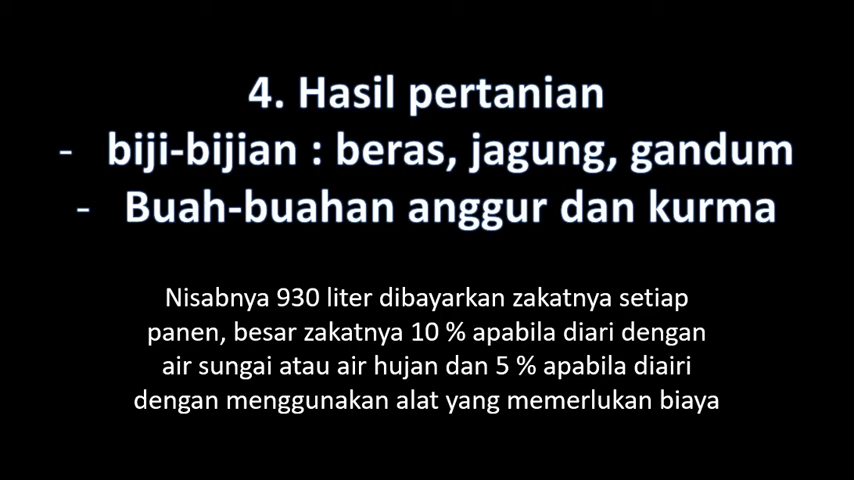 4. Hasil pertanian
- biji-bijian : beras, jagung, gandum
- Buah-buahan anggur dan kurma
Nisabnya 930 liter dibayarkan zakatnya setiap
panen, besar zakatnya 10 % apabila diari dengan
air sungai atau air hujan dan 5 % apabila diairi
dengan menggunakan alat yang memerlukan biaya